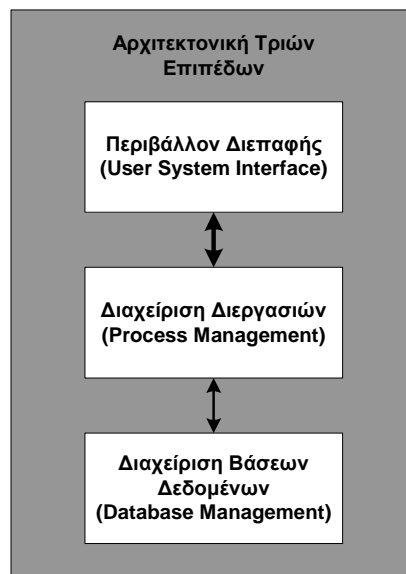 Αρχιτεκτονική Τριών
Επιπέδων
Περιβάλλον Διεπαφής
(User System Interface)
Διαχείριση Διεργασιών
(Process Management)
Διαχείριση Βάσεων
Δεδομένων
(Database Management)